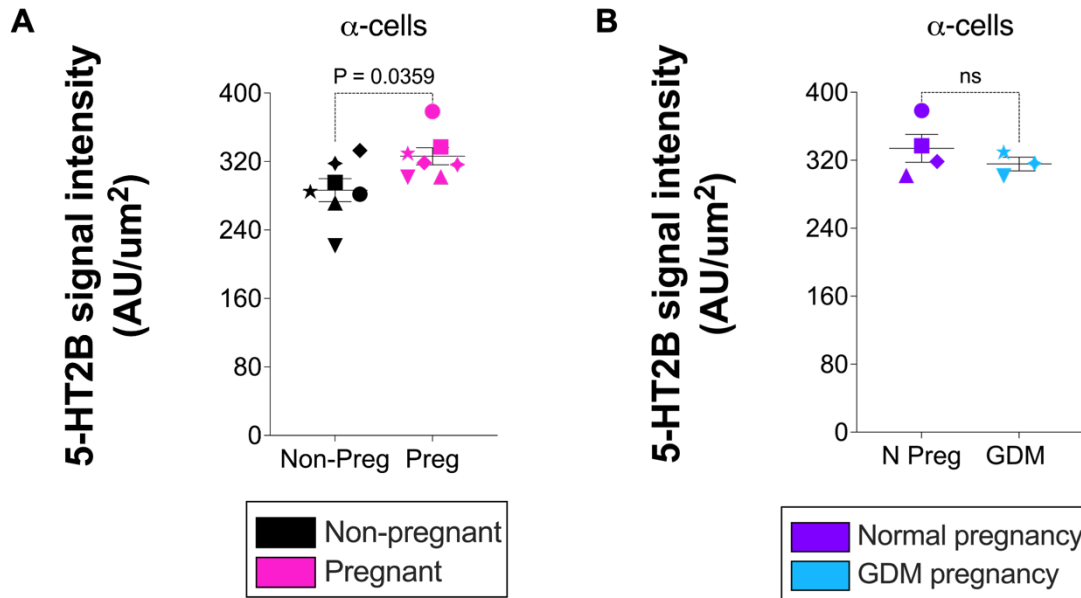 A
α-cells
5-HT2B signal intensity
(AU/um²)
P = 0.0359
400
320
240
160
80
0
Non-Preg Preg
Non-pregnant
Pregnant
B
α-cells
5-HT2B signal intensity
(AU/um²)
ns
400
320
240
160
80
0
N Preg GDM
Normal pregnancy
GDM pregnancy